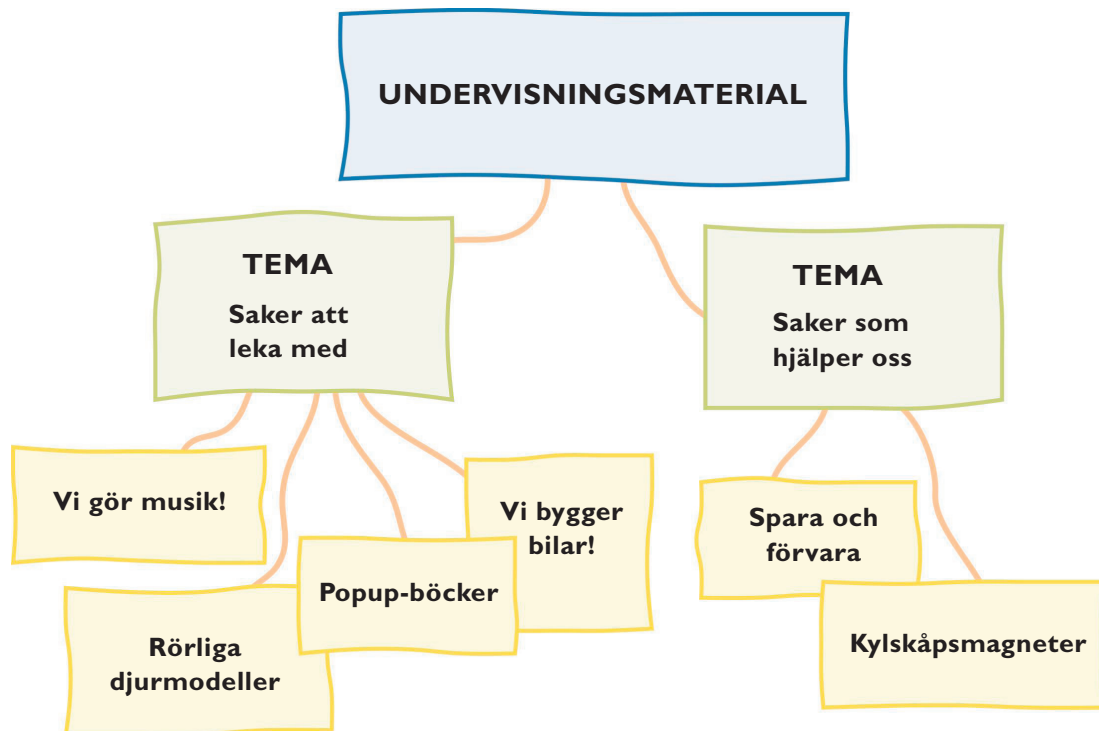 UNDERVISNINGSMATERIAL
TEMA
Saker att
leka med
TEMA
Saker som
hjälper oss
Vi gör musik!
Rörliga
djurmodeller
Popup-böcker
Vi bygger
bilar!
Spara och
förvara
Kylskåpsmagneter